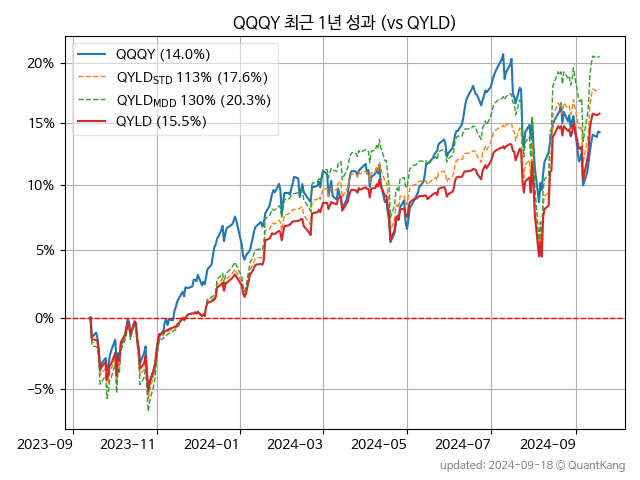 QQQY 최근 1년 성과 (vs QYLD)
QQQY (14.0%)
QYLD_STD 113% (17.6%)
QYLD_MDD 130% (20.3%)
QYLD (15.5%)
20%
15%
10%
5%
0%
−5%
2023-09 2023-11 2024-01 2024-03 2024-05 2024-07 2024-09
updated: 2024-09-18 @ QuantKang